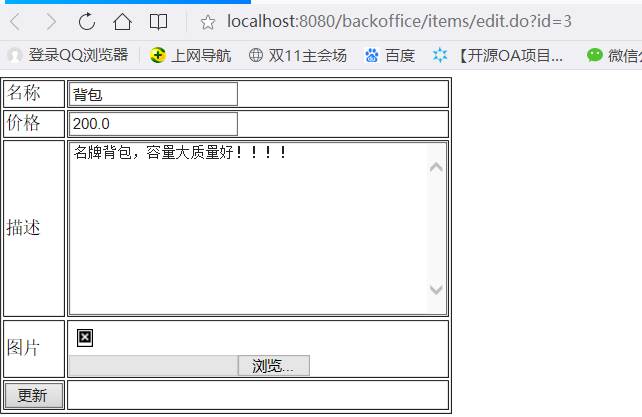 localhost:8080/backoffice/items/edit.do?id=3
登录QQ浏览器 上网导航 双11主会场 百度 【开源OA项目... 微信公
名称 背包
价格 200.0
描述 名牌背包，容量大质量好！！！！
图片
浏览...
更新